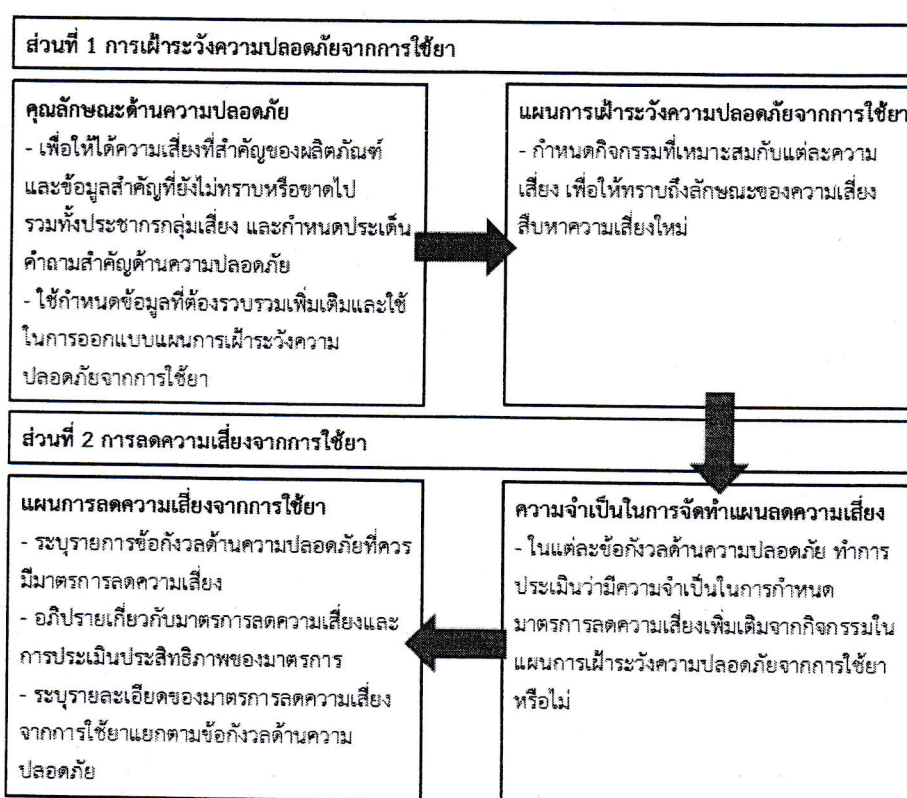 ส่วนที่ 1 การเฝ้าระวังความปลอดภัยจากการใช้ยา
คุณลักษณะด้านความปลอดภัย
- เพื่อให้ได้ความเสี่ยงที่สำคัญของผลิตภัณฑ์
และข้อมูลสำคัญที่ยังไม่ทราบหรือขาดไป
รวมทั้งประชากรกลุ่มเสี่ยง และกำหนดประเด็น
คำถามสำคัญด้านความปลอดภัย
- ใช้กำหนดข้อมูลที่ต้องรวบรวมเพิ่มเติมและใช้
ในการออกแบบแผนการเฝ้าระวังความ
ปลอดภัยจากการใช้ยา
แผนการเฝ้าระวังความปลอดภัยจากการใช้ยา
- กำหนดกิจกรรมที่เหมาะสมกับแต่ละความ
เสี่ยง เพื่อให้ทราบถึงลักษณะของความเสี่ยง
สืบหาความเสี่ยงใหม่
ส่วนที่ 2 การลดความเสี่ยงจากการใช้ยา
แผนการลดความเสี่ยงจากการใช้ยา
- ระบุรายการข้อกังวลด้านความปลอดภัยที่ควร
มีมาตรการลดความเสี่ยง
- อภิปรายเกี่ยวกับมาตรการลดความเสี่ยงและ
การประเมินประสิทธิภาพของมาตรการ
- ระบุรายละเอียดของมาตรการลดความเสี่ยง
จากการใช้ยาแยกตามข้อกังวลด้านความ
ปลอดภัย
ความจำเป็นในการจัดทำแผนลดความเสี่ยง
- ในแต่ละข้อกังวลด้านความปลอดภัย ทำการ
ประเมินว่ามีความจำเป็นในการกำหนด
มาตรการลดความเสี่ยงเพิ่มเติมจากกิจกรรมใน
แผนการเฝ้าระวังความปลอดภัยจากการใช้ยา
หรือไม่